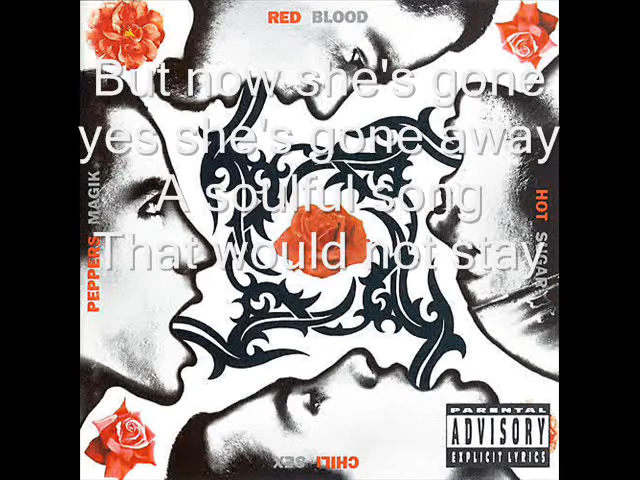 RED BLOOD
But now she's gone
yes she's gone away
A soulful song
That would not stay
PEPPERS MAGIK
HOT SUGAR
CHILI SEX
PARENTAL
ADVISORY
EXPLICIT LYRICS